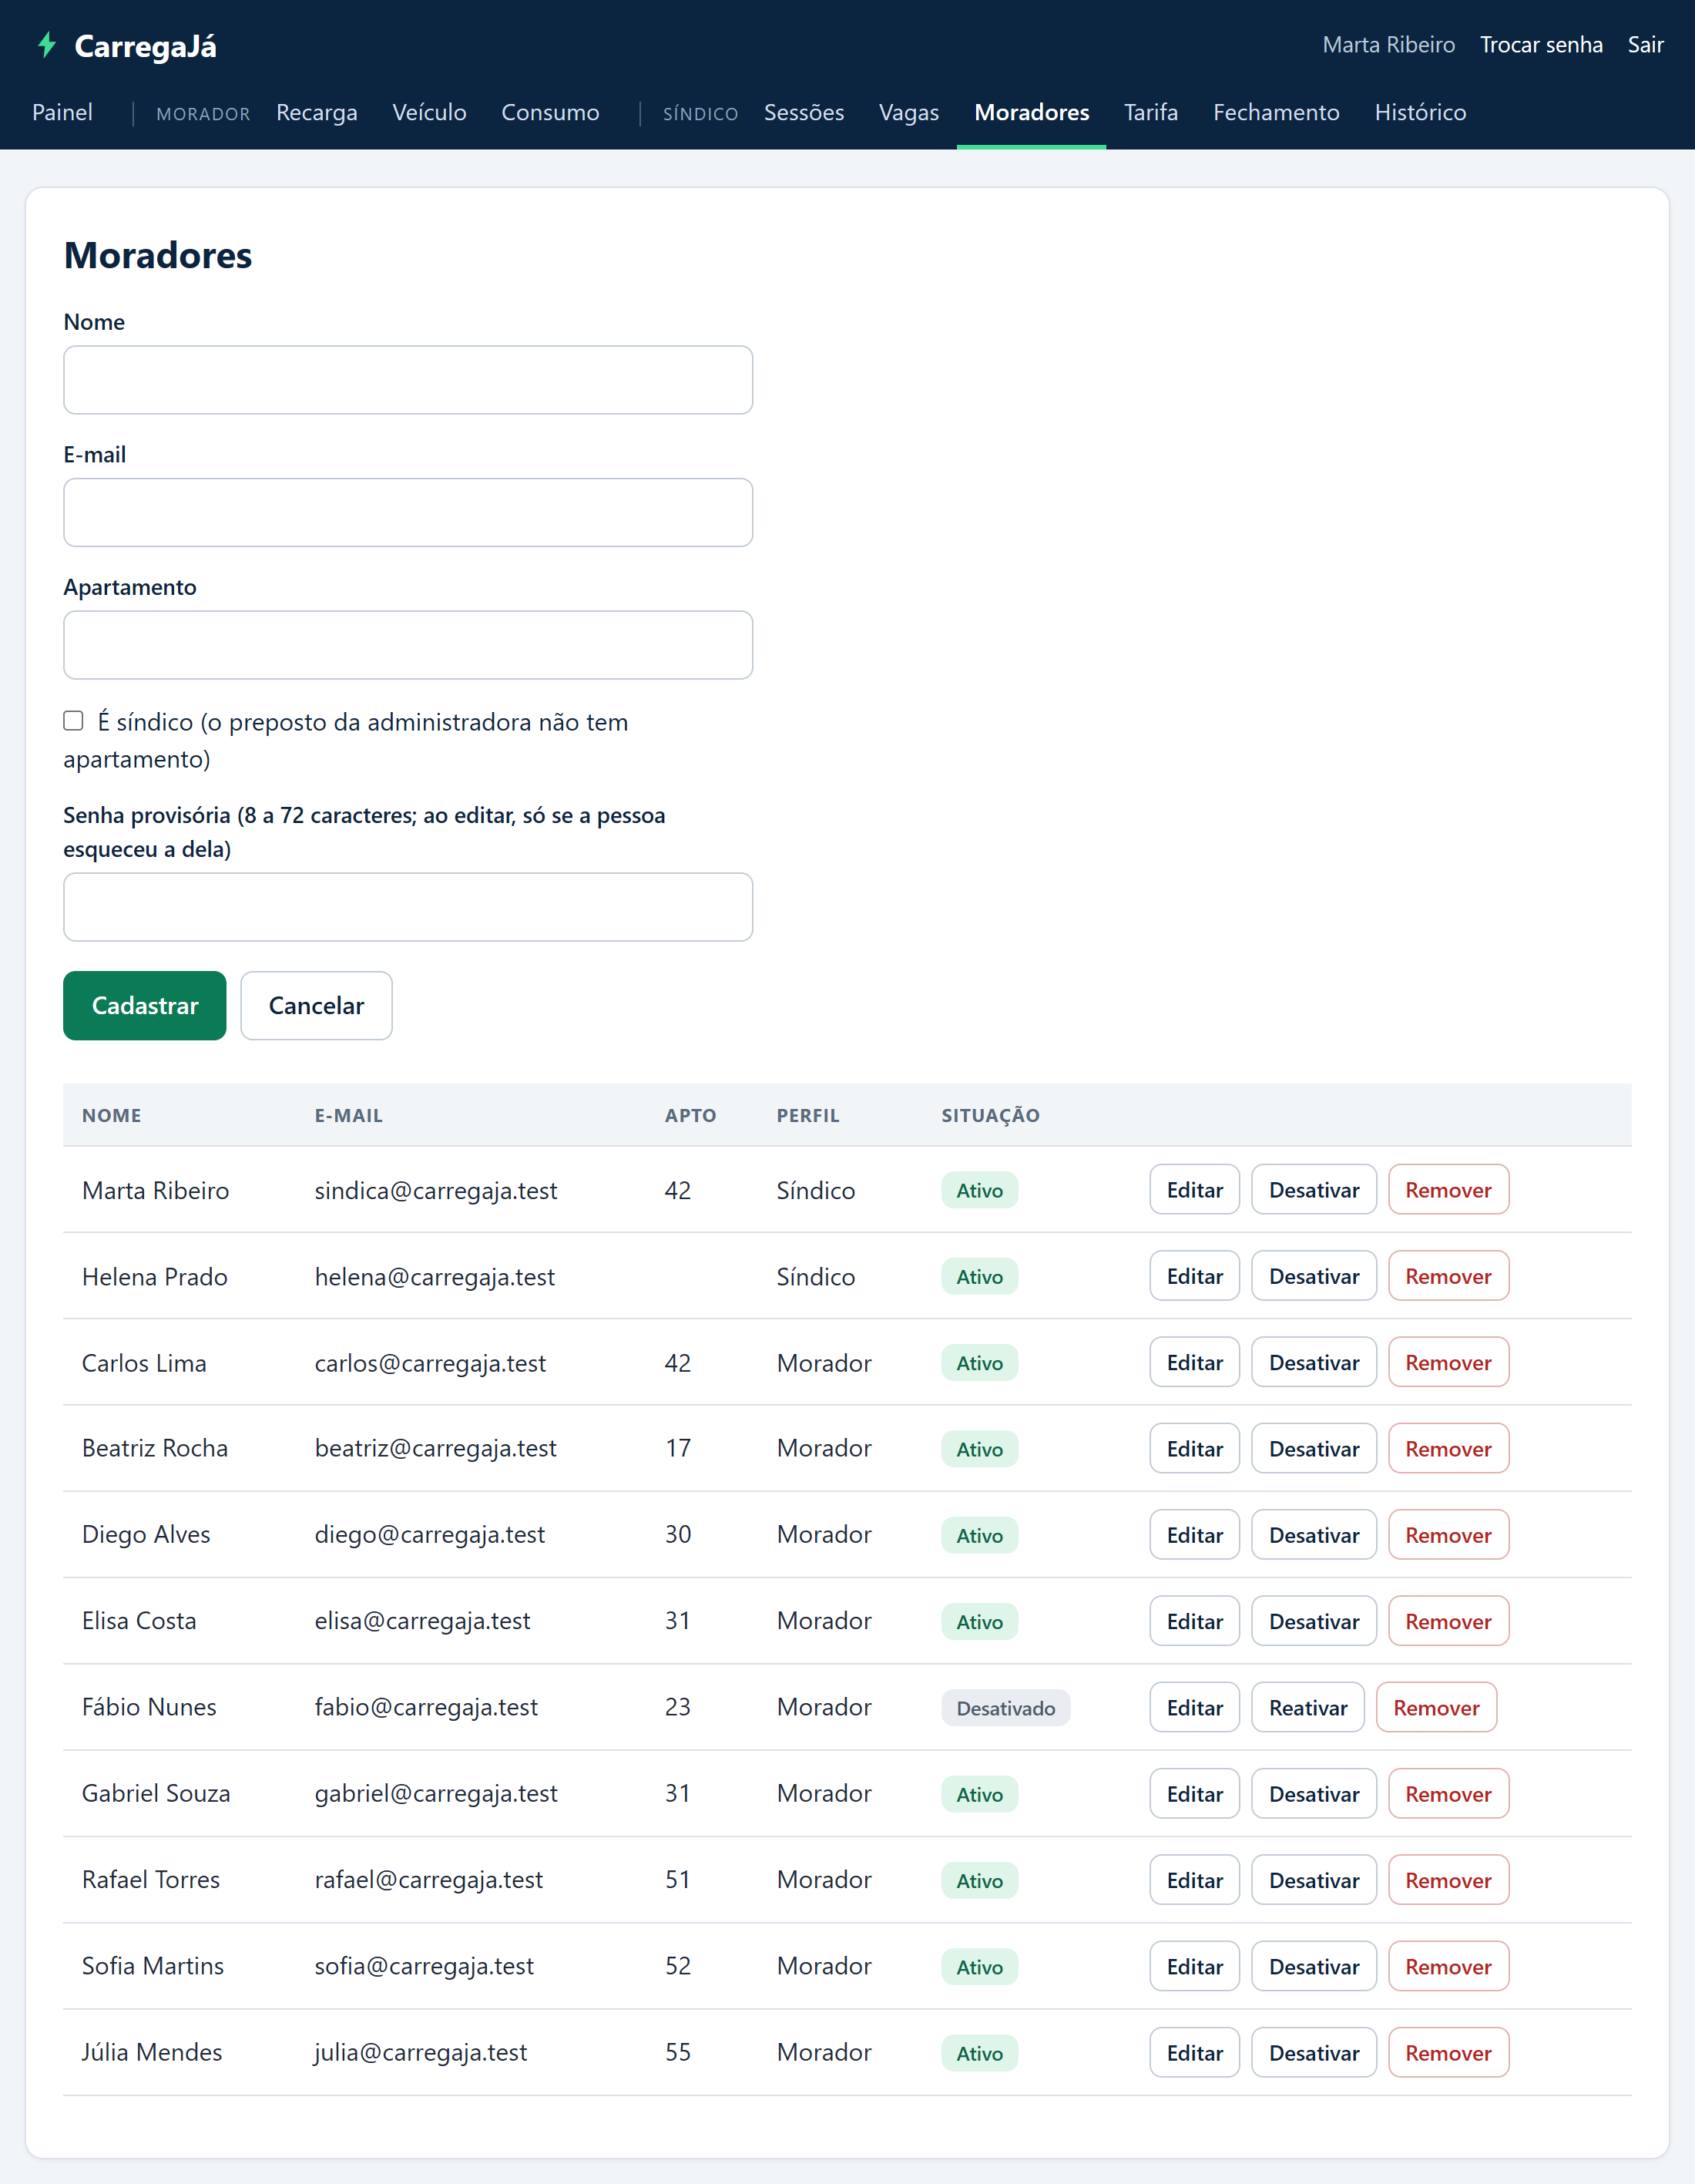 CarregaJá
Marta Ribeiro Trocar senha Sair
Painel MORADOR Recarga Veículo Consumo SÍNDICO Sessões Vagas Moradores Tarifa Fechamento Histórico
Moradores
Nome
E-mail
Apartamento
É síndico (o preposto da administradora não tem
apartamento)
Senha provisória (8 a 72 caracteres; ao editar, só se a pessoa
esqueceu a dela)
Cadastrar Cancelar
NOME E-MAIL APTO PERFIL SITUAÇÃO
Marta Ribeiro sindica@carregaja.test 42 Síndico Ativo Editar Desativar Remover
Helena Prado helena@carregaja.test Síndico Ativo Editar Desativar Remover
Carlos Lima carlos@carregaja.test 42 Morador Ativo Editar Desativar Remover
Beatriz Rocha beatriz@carregaja.test 17 Morador Ativo Editar Desativar Remover
Diego Alves diego@carregaja.test 30 Morador Ativo Editar Desativar Remover
Elisa Costa elisa@carregaja.test 31 Morador Ativo Editar Desativar Remover
Fábio Nunes fabio@carregaja.test 23 Morador Desativado Editar Reativar Remover
Gabriel Souza gabriel@carregaja.test 31 Morador Ativo Editar Desativar Remover
Rafael Torres rafael@carregaja.test 51 Morador Ativo Editar Desativar Remover
Sofia Martins sofia@carregaja.test 52 Morador Ativo Editar Desativar Remover
Júlia Mendes julia@carregaja.test 55 Morador Ativo Editar Desativar Remover